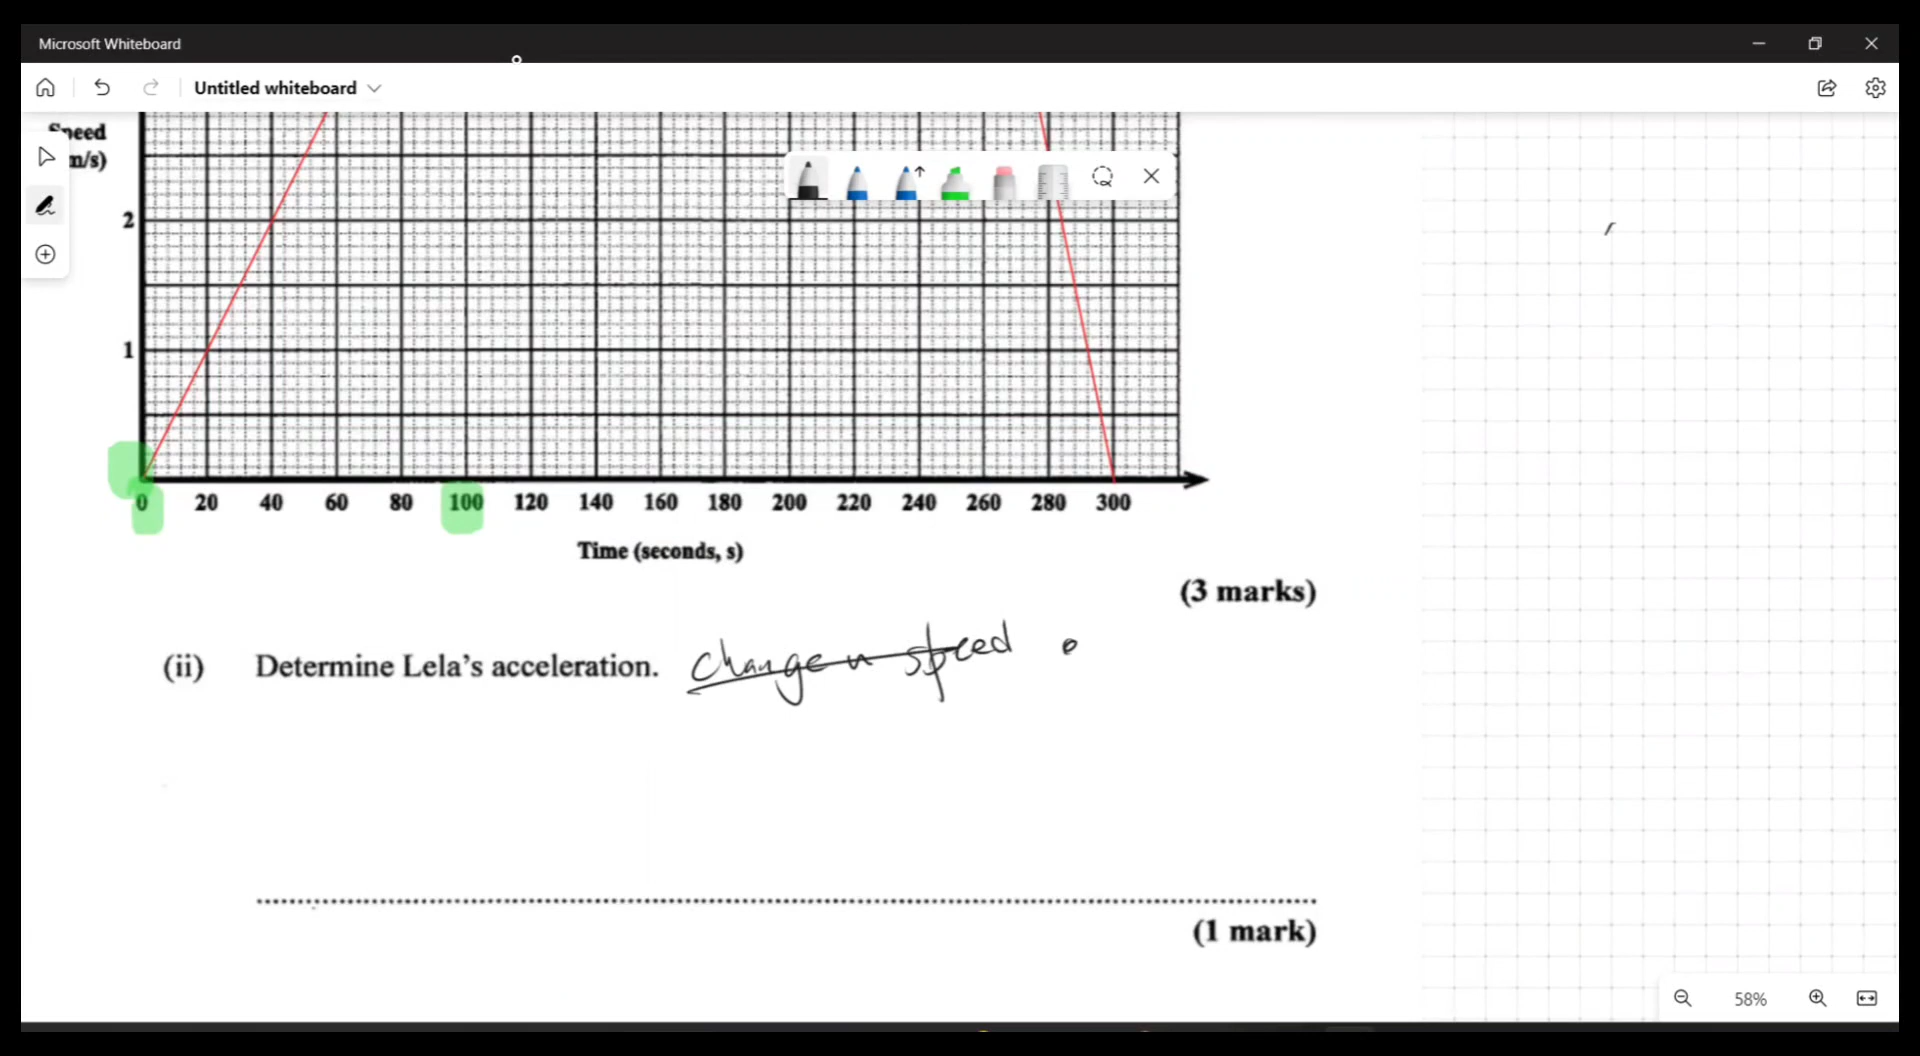 Microsoft Whiteboard
Untitled whiteboard
Speed
m/s)
2
1
0 20 40 60 80 100 120 140 160 180 200 220 240 260 280 300
Time (seconds, s)
(3 marks)
(ii) Determine Lela's acceleration. change n speed
(1 mark)
58%